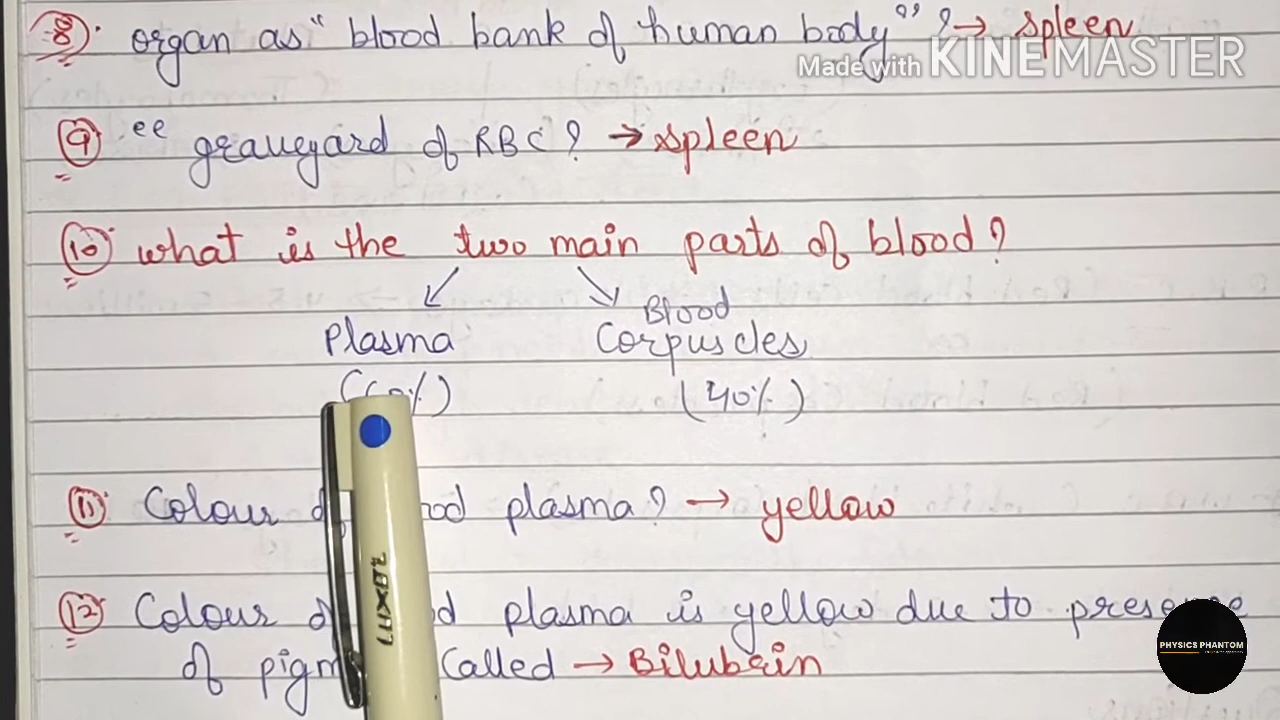 8. organ as "blood bank of human body"? → spleen
Made with KINEMASTER
9. " graveyard of RBC? → spleen
10. what is the two main parts of blood?
Plasma Blood Corpuscles
(60%) (40%)
11. Colour of plasma? → yellow
12. Colour of plasma is yellow due to presence
of called → Bilubrin
LUXOR
PHYSICS PHANTOM